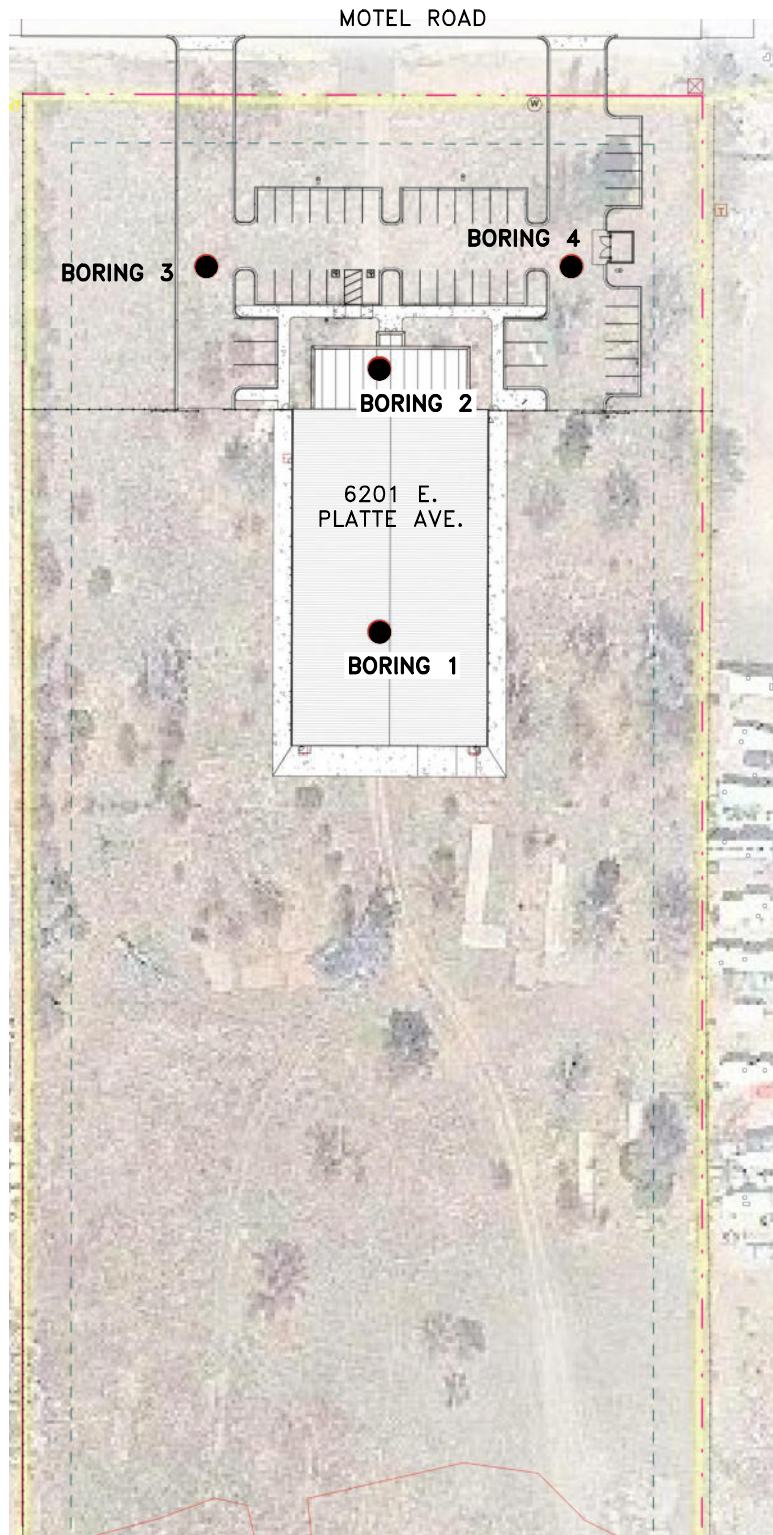 MOTEL ROAD
W
T
BORING 4
BORING 3
BORING 2
6201 E.
PLATTE AVE.
BORING 1